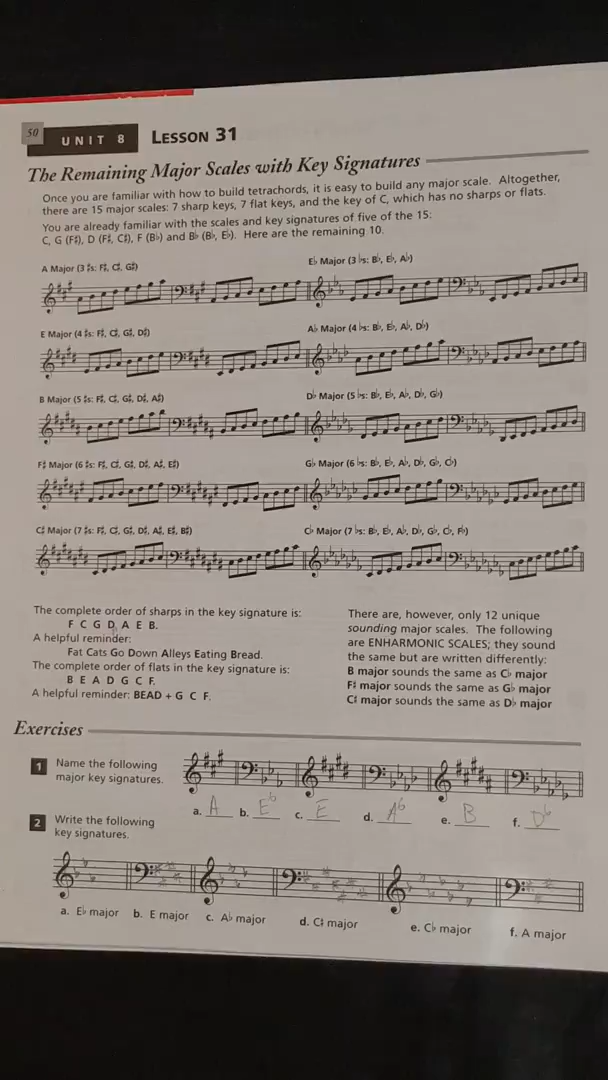 50 UNIT 8 LESSON 31
The Remaining Major Scales with Key Signatures
Once you are familiar with how to build tetrachords, it is easy to build any major scale. Altogether,
there are 15 major scales: 7 sharp keys, 7 flat keys, and the key of C, which has no sharps or flats.
You are already familiar with the scales and key signatures of five of the 15:
C, G (F♯), D (F♯, C♯), F (B♭) and B♭ (B♭, E♭). Here are the remaining 10.
A Major (3 ♯s: F♯, C♯, G♯)
E♭ Major (3 ♭s: B♭, E♭, A♭)
E Major (4 ♯s: F♯, C♯, G♯, D♯)
A♭ Major (4 ♭s: B♭, E♭, A♭, D♭)
B Major (5 ♯s: F♯, C♯, G♯, D♯, A♯)
D♭ Major (5 ♭s: B♭, E♭, A♭, D♭, G♭)
F♯ Major (6 ♯s: F♯, C♯, G♯, D♯, A♯, E♯)
G♭ Major (6 ♭s: B♭, E♭, A♭, D♭, G♭, C♭)
C♯ Major (7 ♯s: F♯, C♯, G♯, D♯, A♯, E♯, B♯)
C♭ Major (7 ♭s: B♭, E♭, A♭, D♭, G♭, C♭, F♭)
The complete order of sharps in the key signature is:
F C G D A E B.
A helpful reminder:
Fat Cats Go Down Alleys Eating Bread.
The complete order of flats in the key signature is:
B E A D G C F.
A helpful reminder: BEAD + G C F.
There are, however, only 12 unique
sounding major scales. The following
are ENHARMONIC SCALES; they sound
the same but are written differently:
B major sounds the same as C♭ major
F♯ major sounds the same as G♭ major
C♯ major sounds the same as D♭ major
Exercises
1 Name the following
major key signatures.
a. A b. E♭ c. E d. A♭ e. B f. D♭
2 Write the following
key signatures.
a. E♭ major b. E major c. A♭ major d. C♯ major e. C♭ major f. A major